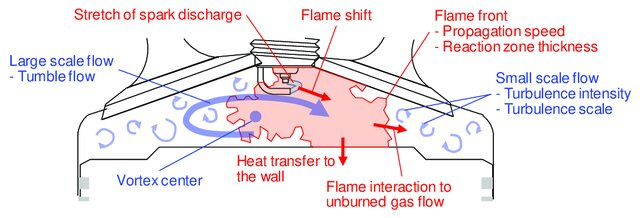 Stretch of spark discharge
Flame shift
Flame front
- Propagation speed
- Reaction zone thickness
Large scale flow
- Tumble flow
Small scale flow
- Turbulence intensity
- Turbulence scale
Vortex center
Heat transfer to
the wall
Flame interaction to
unburned gas flow